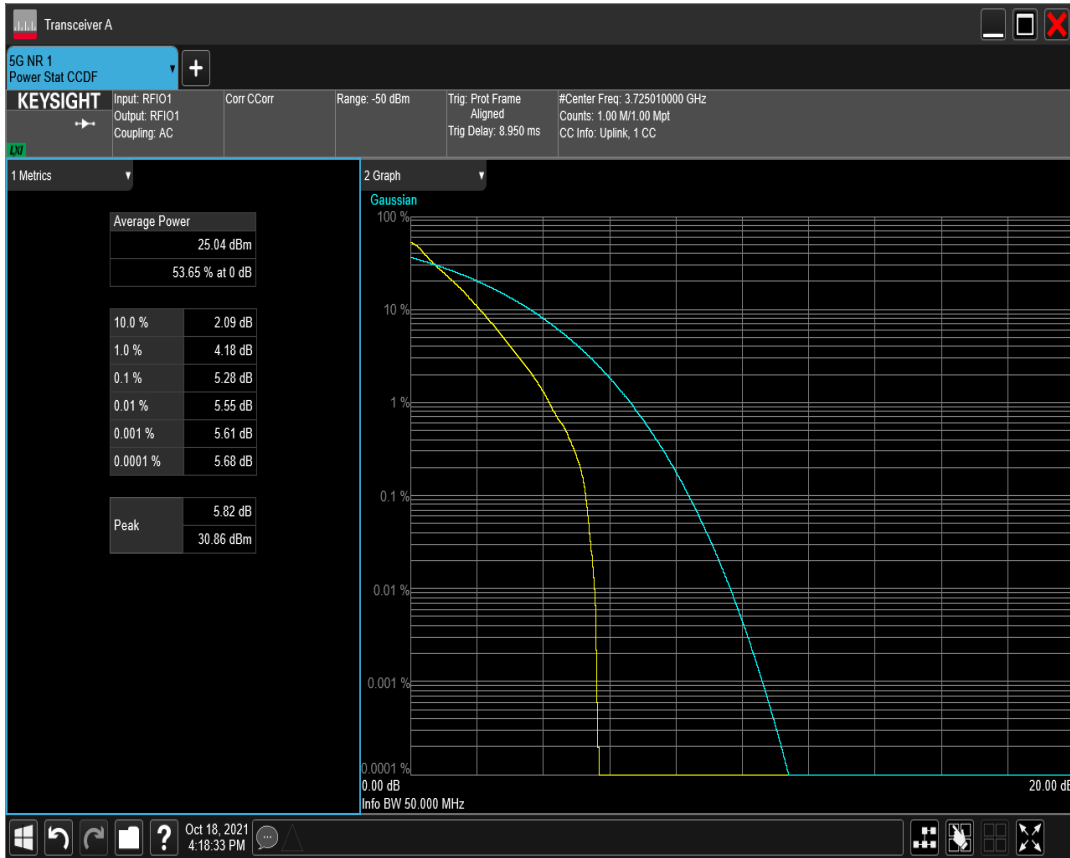 Transceiver A
5G NR 1
Power Stat CCDF
KEYSIGHT
LXI
Input: RFIO1
Output: RFIO1
Coupling: AC
Corr CCorr
Range: -50 dBm
Trig: Prot Frame
Aligned
Trig Delay: 8.950 ms
#Center Freq: 3.725010000 GHz
Counts: 1.00 M/1.00 Mpt
CC Info: Uplink, 1 CC
1 Metrics
Average Power
25.04 dBm
53.65 % at 0 dB
10.0 % 2.09 dB
1.0 % 4.18 dB
0.1 % 5.28 dB
0.01 % 5.55 dB
0.001 % 5.61 dB
0.0001 % 5.68 dB
Peak
5.82 dB
30.86 dBm
2 Graph
Gaussian
100 %
10 %
1 %
0.1 %
0.01 %
0.001 %
0.0001 %
0.00 dB 20.00 dB
Info BW 50.000 MHz
?
Oct 18, 2021
4:18:33 PM